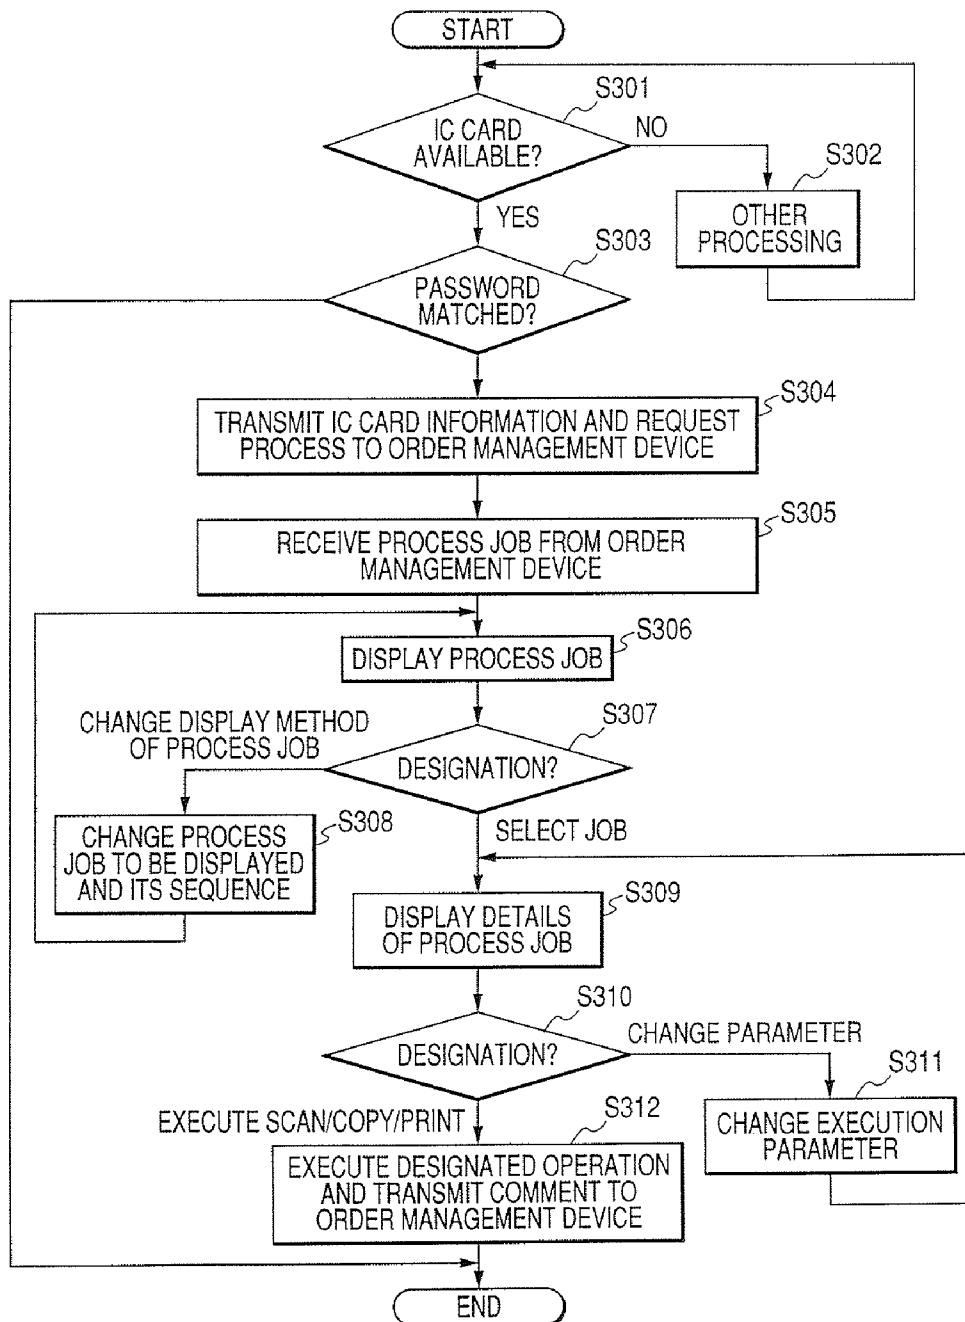 START
S301
IC CARD
AVAILABLE?
NO
S302
OTHER
PROCESSING
YES
S303
PASSWORD
MATCHED?
S304
TRANSMIT IC CARD INFORMATION AND REQUEST
PROCESS TO ORDER MANAGEMENT DEVICE
S305
RECEIVE PROCESS JOB FROM ORDER
MANAGEMENT DEVICE
S306
DISPLAY PROCESS JOB
S307
CHANGE DISPLAY METHOD
OF PROCESS JOB
DESIGNATION?
S308
CHANGE PROCESS
JOB TO BE DISPLAYED
AND ITS SEQUENCE
SELECT JOB
S309
DISPLAY DETAILS
OF PROCESS JOB
S310
DESIGNATION?
CHANGE PARAMETER
S311
CHANGE EXECUTION
PARAMETER
EXECUTE SCAN/COPY/PRINT
S312
EXECUTE DESIGNATED OPERATION
AND TRANSMIT COMMENT TO
ORDER MANAGEMENT DEVICE
END